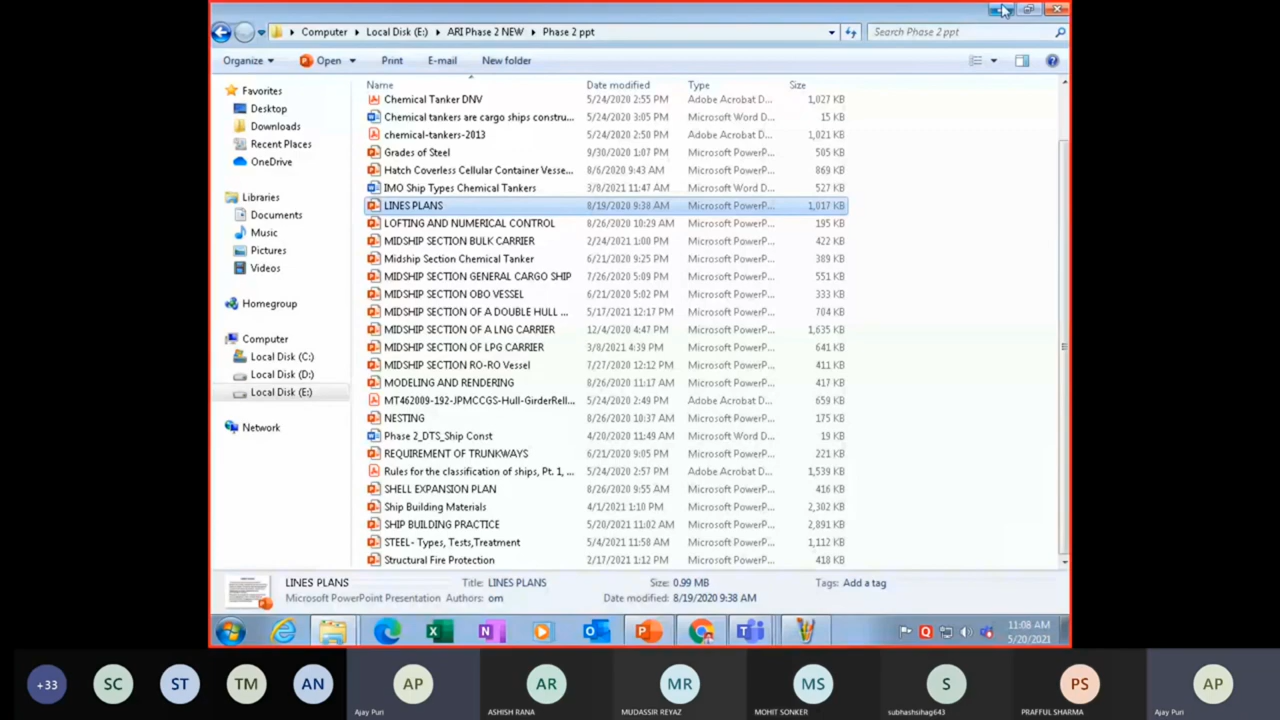 Computer ▸ Local Disk (E:) ▸ ARI Phase 2 NEW ▸ Phase 2 ppt
Search Phase 2 ppt
Organize Open Print E-mail New folder
Name Date modified Type Size
Chemical Tanker DNV 5/24/2020 2:55 PM Adobe Acrobat D... 1,027 KB
Chemical tankers are cargo ships constru... 5/24/2020 3:05 PM Microsoft Word D... 15 KB
chemical-tankers-2013 5/24/2020 2:50 PM Adobe Acrobat D... 1,021 KB
Grades of Steel 9/30/2020 1:07 PM Microsoft PowerP... 505 KB
Hatch Coverless Cellular Container Vesse... 8/6/2020 9:43 AM Microsoft PowerP... 869 KB
IMO Ship Types Chemical Tankers 3/8/2021 11:47 AM Microsoft Word D... 527 KB
LINES PLANS 8/19/2020 9:38 AM Microsoft PowerP... 1,017 KB
LOFTING AND NUMERICAL CONTROL 8/26/2020 10:29 AM Microsoft PowerP... 195 KB
MIDSHIP SECTION BULK CARRIER 2/24/2021 1:00 PM Microsoft PowerP... 422 KB
Midship Section Chemical Tanker 6/21/2020 9:25 PM Microsoft PowerP... 389 KB
MIDSHIP SECTION GENERAL CARGO SHIP 7/26/2020 5:09 PM Microsoft PowerP... 551 KB
MIDSHIP SECTION OBO VESSEL 6/21/2020 5:02 PM Microsoft PowerP... 333 KB
MIDSHIP SECTION OF A DOUBLE HULL ... 5/17/2021 12:17 PM Microsoft PowerP... 704 KB
MIDSHIP SECTION OF A LNG CARRIER 12/4/2020 4:47 PM Microsoft PowerP... 1,635 KB
MIDSHIP SECTION OF LPG CARRIER 3/8/2021 4:39 PM Microsoft PowerP... 641 KB
MIDSHIP SECTION RO-RO Vessel 7/27/2020 12:12 PM Microsoft PowerP... 411 KB
MODELING AND RENDERING 8/26/2020 11:17 AM Microsoft PowerP... 417 KB
MT462009-192-JPMCCGS-Hull-GirderRell... 5/24/2020 2:49 PM Adobe Acrobat D... 659 KB
NESTING 8/26/2020 10:37 AM Microsoft PowerP... 175 KB
Phase 2_DTS_Ship Const 4/20/2020 11:49 AM Microsoft Word D... 19 KB
REQUIREMENT OF TRUNKWAYS 6/21/2020 9:05 PM Microsoft PowerP... 221 KB
Rules for the classification of ships, Pt. 1, ... 5/24/2020 2:57 PM Adobe Acrobat D... 1,539 KB
SHELL EXPANSION PLAN 8/26/2020 9:55 AM Microsoft PowerP... 416 KB
Ship Building Materials 4/1/2021 1:10 PM Microsoft PowerP... 2,302 KB
SHIP BUILDING PRACTICE 5/20/2021 11:02 AM Microsoft PowerP... 2,891 KB
STEEL- Types, Tests,Treatment 5/4/2021 11:58 AM Microsoft PowerP... 1,112 KB
Structural Fire Protection 2/17/2021 1:12 PM Microsoft PowerP... 418 KB
Favorites
Desktop
Downloads
Recent Places
OneDrive
Libraries
Documents
Music
Pictures
Videos
Homegroup
Computer
Local Disk (C:)
Local Disk (D:)
Local Disk (E:)
Network
LINES PLANS Title: LINES PLANS Size: 0.99 MB Tags: Add a tag
Microsoft PowerPoint Presentation Authors: om Date modified: 8/19/2020 9:38 AM
11:08 AM
5/20/2021
+33 SC ST TM AN AP AR MR MS S PS AP
Ajay Puri ASHISH RANA MUDASSIR REYAZ MOHIT SONKER subhashsihag643 PRAFFUL SHARMA Ajay Puri